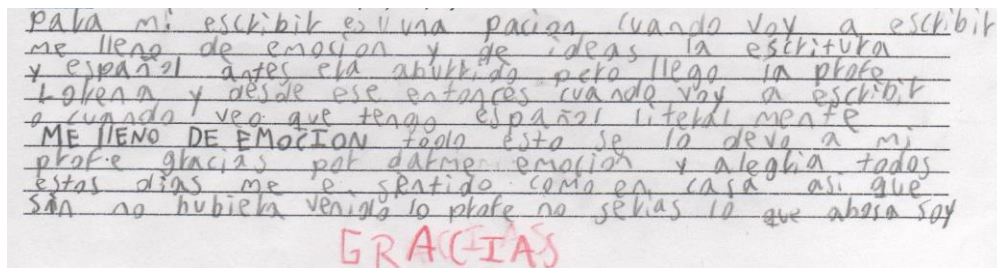 para mi escribir es una pacion cuando voy a escribir
me lleno de emocion y de ideas la escritura
y español antes era aburrido pero llego la profe
Lorena y desde ese entonces cuando voy a escribir
o cuando veo que tengo español literal mente
ME llENO DE EMOCION todo esto se lo devo a mi
profe gracias por darme emocion y alegria todos
estos dias me e sentido como en casa asi que
sin no hubiera venido lo profe no serias lo que ahora soy
GRACIAS